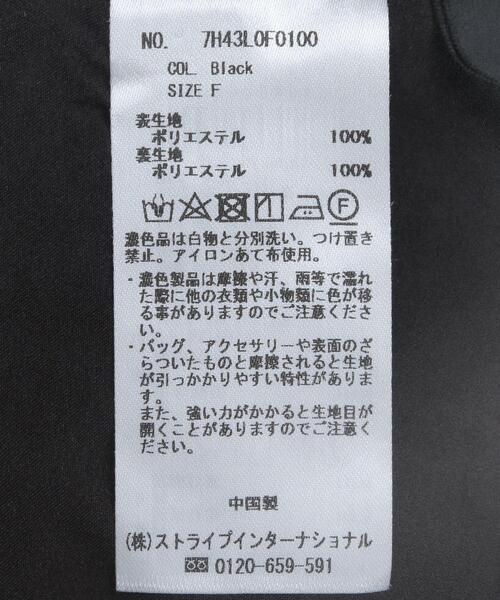 NO. 7H43L0F0100
COL. Black
SIZE F
表生地
ポリエステル 100%
裏生地
ポリエステル 100%
F
濃色品は白物と分別洗い。つけ置き
禁止。アイロンあて布使用。
・濃色製品は摩擦や汗、雨等で濡れ
た際に他の衣類や小物類に色が移
る事がありますのでご注意くださ
い。
・バッグ、アクセサリーや表面のざ
らついたものと摩擦されると生地
が引っかかりやすい特性がありま
す。
また、強い力がかかると生地目が
開くことがありますのでご注意く
ださい。
中国製
(株)ストライプインターナショナル
0120-659-591